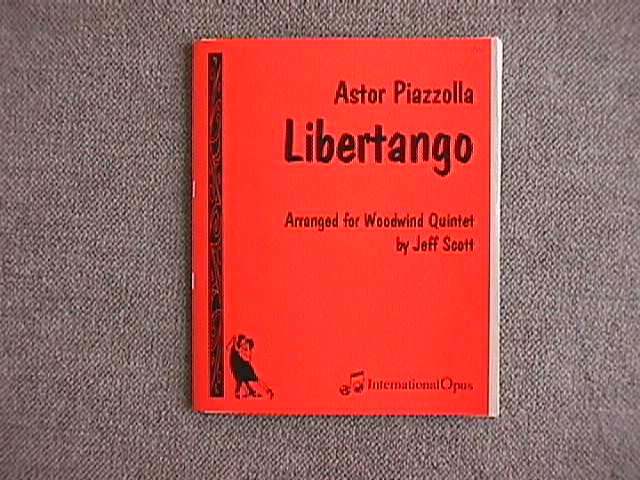 Astor Piazzolla
Libertango
Arranged for Woodwind Quintet
by Jeff Scott
InternationalOpus